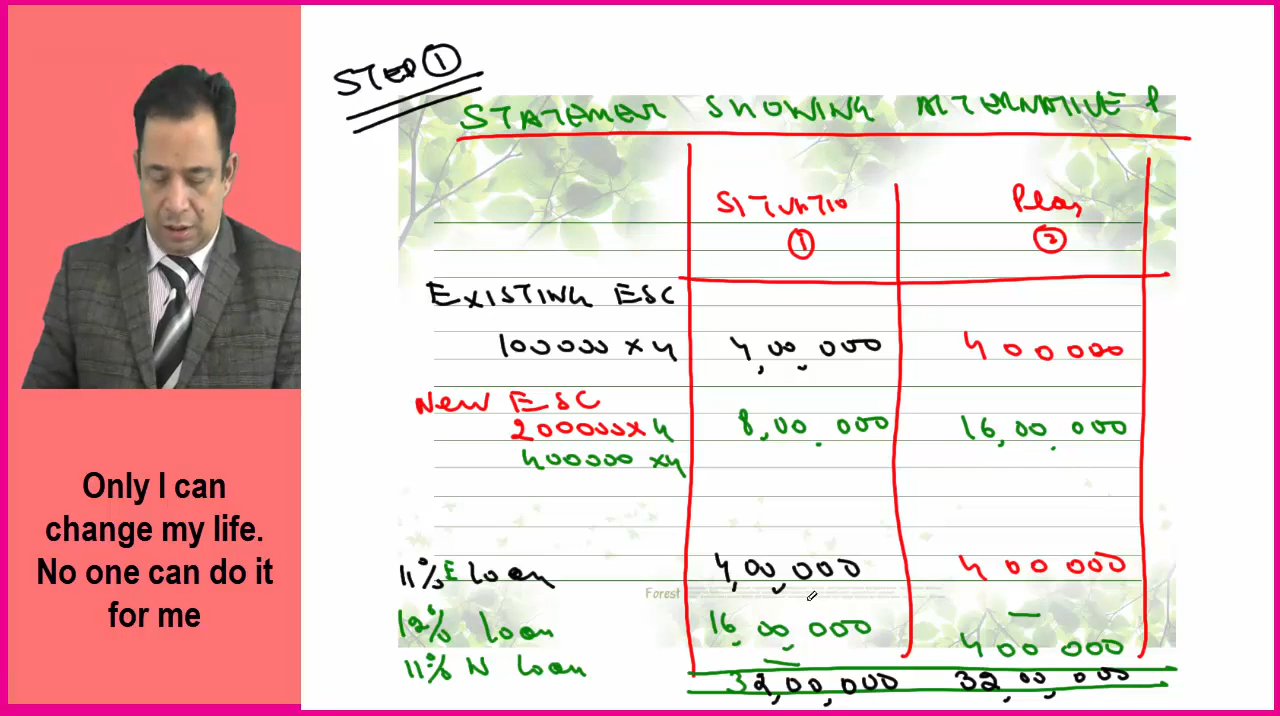 STEP 1
STATEMER SHOWING ALTERNATIVE P
SITUATIO Plan
1 2
EXISTING ESC
100000 × 4 4,00,000 400000
New ESC
200000× 4 8,00,000 16,00,000
400000 ×4
11% E loan 4,00,000 400000
Forest
12% loan 16,00,000 —
11% N loan — 400000
32,00,000 32,00,000
Only I can
change my life.
No one can do it
for me